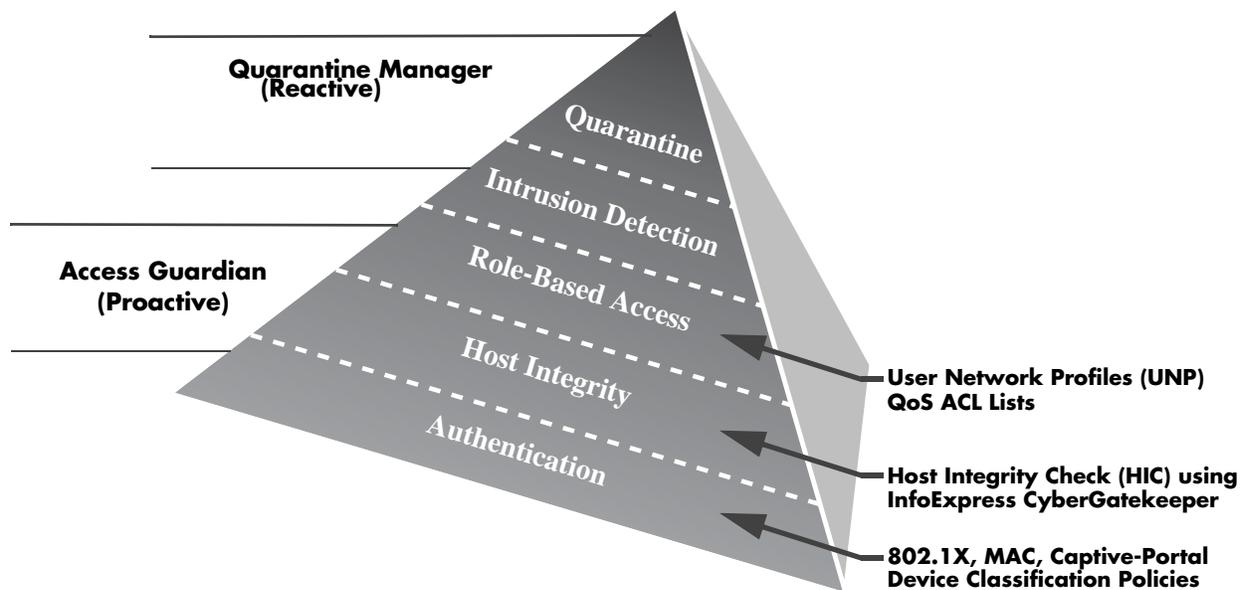 Quarantine Manager
(Reactive)
Quarantine
Intrusion Detection
Role-Based Access
Access Guardian
(Proactive)
Host Integrity
Authentication
User Network Profiles (UNP)
QoS ACL Lists
Host Integrity Check (HIC) using
InfoExpress CyberGatekeeper
802.1X, MAC, Captive-Portal
Device Classification Policies